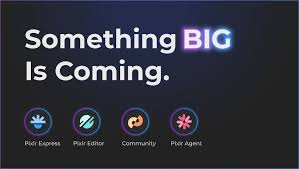 Something BIG
Is Coming.
Pixlr Express Pixlr Editor Community Pixlr Agent